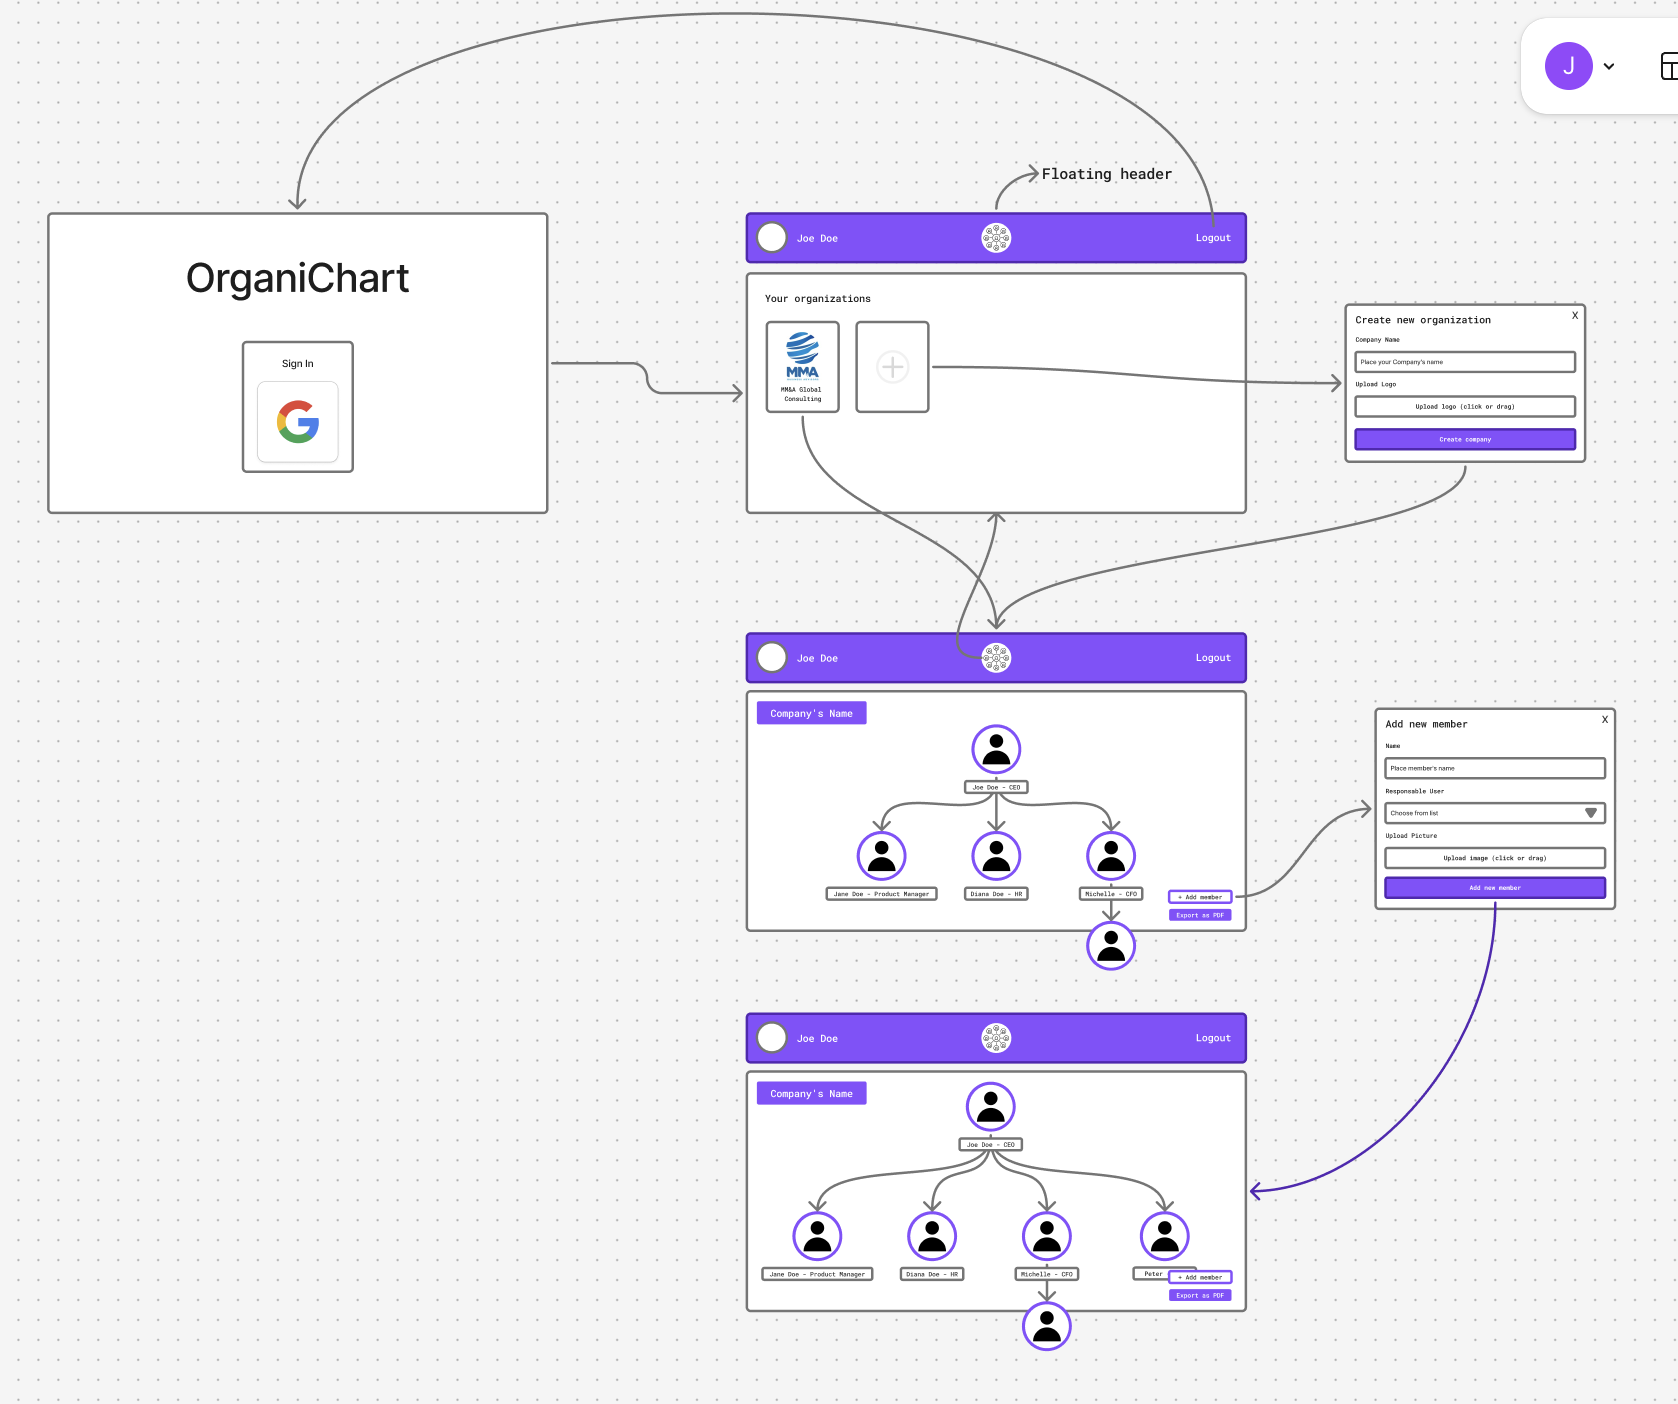 J
Floating header
Joe Doe
Logout
OrganiChart
Sign In
Your organizations
MMA
MM&A Global
Consulting
Create new organization
X
Company Name
Place your Company's name
Upload Logo
Upload logo (click or drag)
Create company
Joe Doe
Logout
Company's Name
Joe Doe - CEO
Jane Doe - Product Manager
Diana Doe - HR
Michelle - CFO
+ Add member
Export as PDF
Add new member
X
Name
Place member's name
Responsable User
Choose from list
Upload Picture
Upload image (click or drag)
Add new member
Joe Doe
Logout
Company's Name
Joe Doe - CEO
Jane Doe - Product Manager
Diana Doe - HR
Michelle - CFO
Peter
+ Add member
Export as PDF